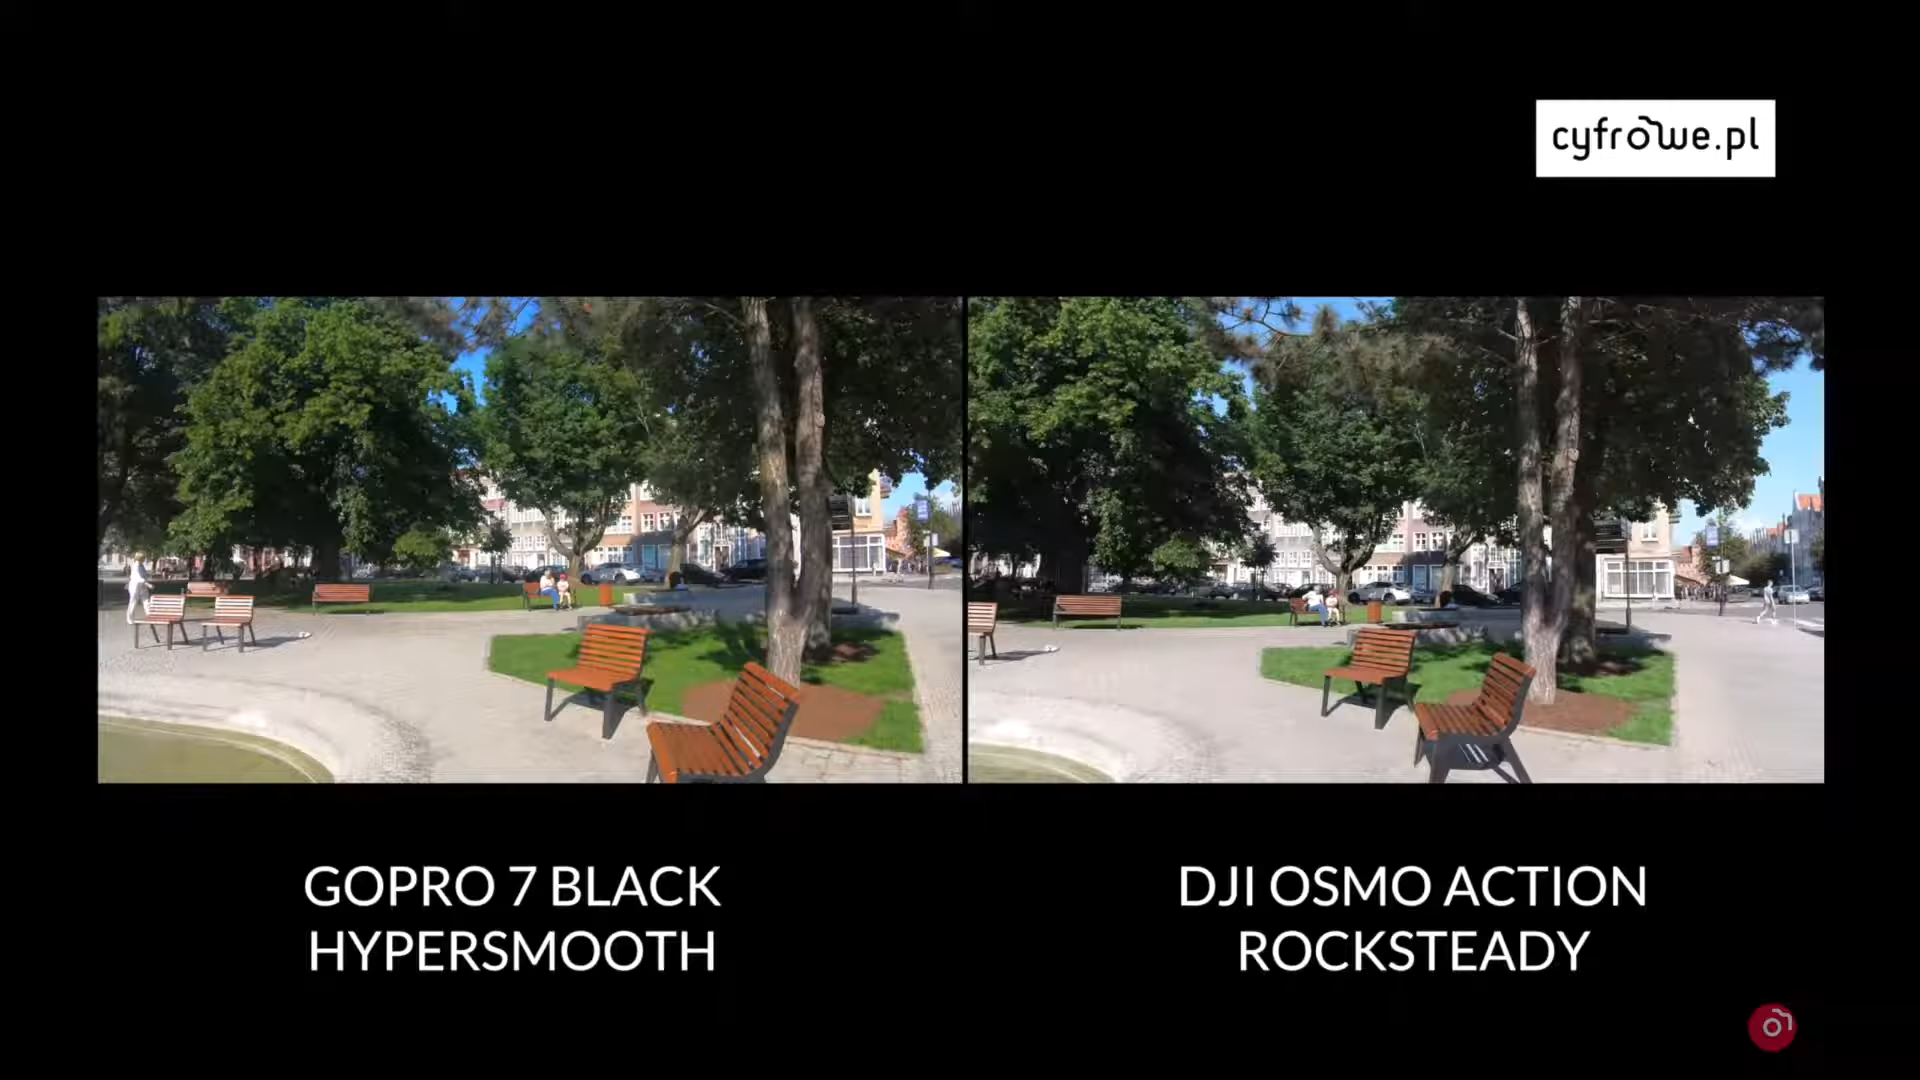 cyfrowe.pl
GOPRO 7 BLACK
HYPERSMOOTH
DJI OSMO ACTION
ROCKSTEADY